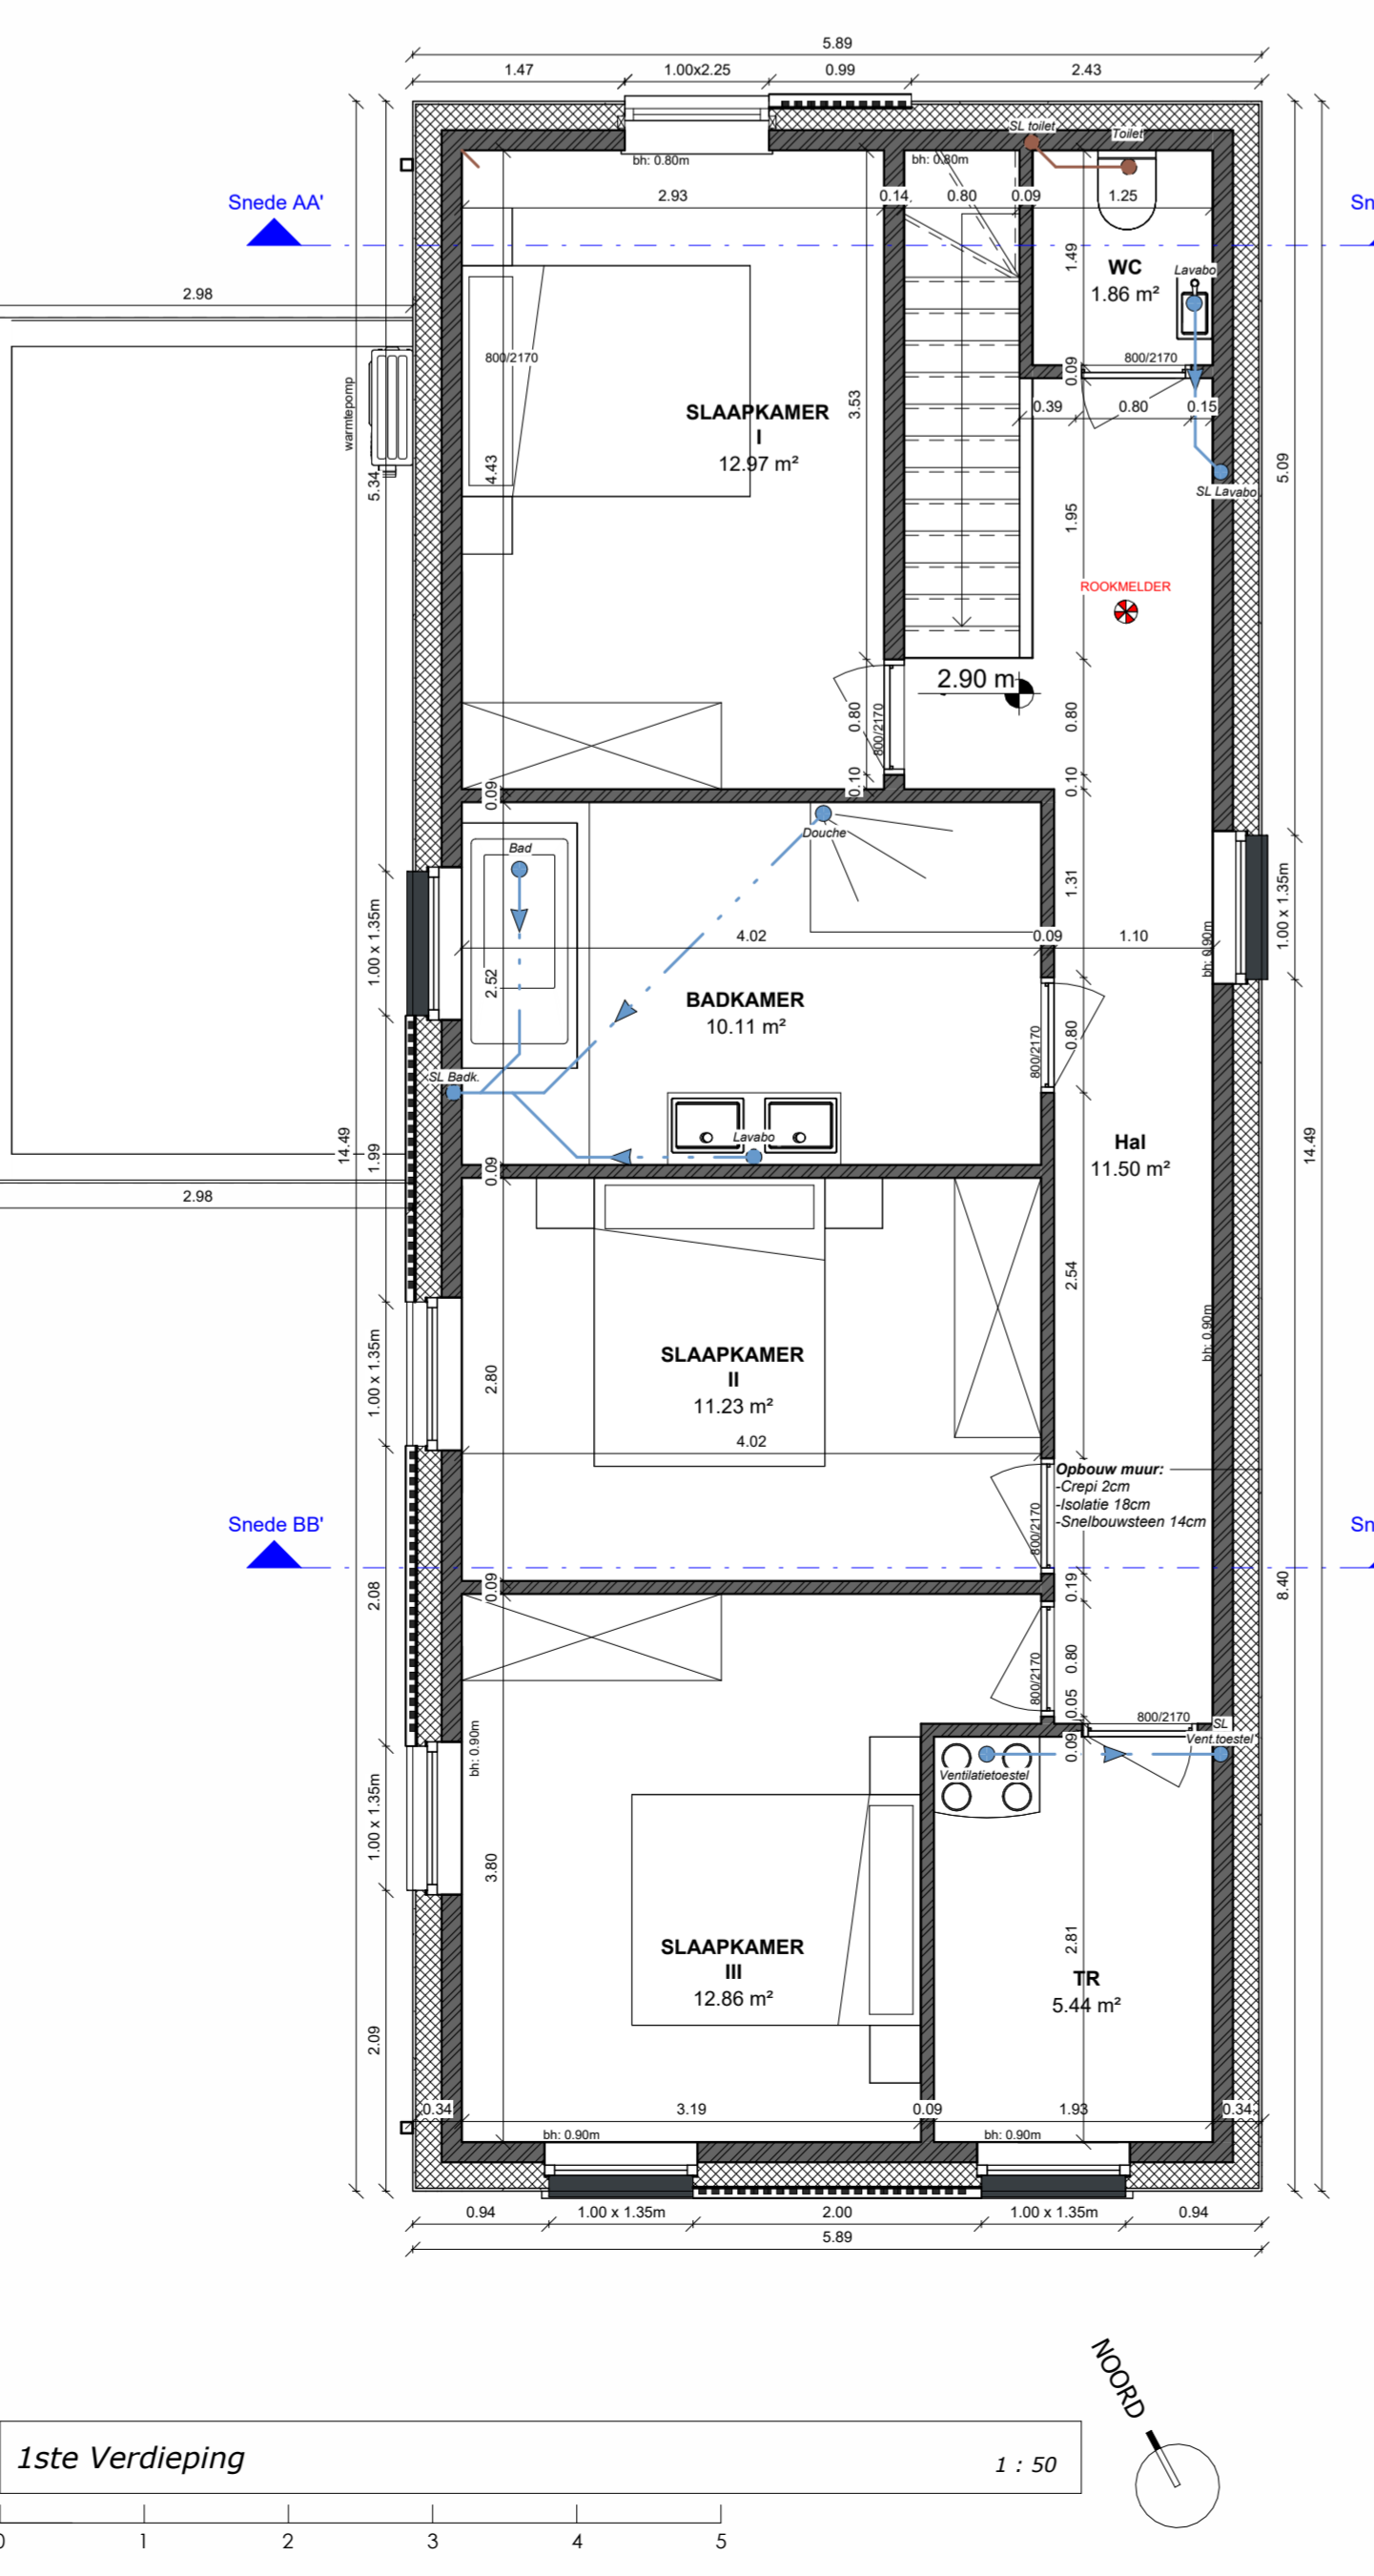 5.89
1.47
1.00x2.25
0.99
2.43
SL toilet
Toilet
bh: 0.80m
bh: 0.80m
2.93
0.14
0.80
0.09
1.25
Snede AA'
Sn
1.49
WC
1.86 m²
Lavabo
2.98
800/2170
800/2170
0.09
warmtepomp
5.34
SLAAPKAMER
I
12.97 m²
3.53
0.39
0.80
0.15
4.43
5.09
SL Lavabo
1.95
ROOKMELDER
2.90 m
0.80
800/2170
0.80
0.10
0.10
0.09
Douche
Bad
1.31
1.00 x 1.35m
4.02
0.09
1.10
bh: 0.90m
1.00 x 1.35m
2.52
BADKAMER
10.11 m²
800/2170
0.80
SL Badk.
Lavabo
14.49
1.99
Hal
11.50 m²
14.49
0.09
2.98
2.54
SLAAPKAMER
II
11.23 m²
1.00 x 1.35m
2.80
bh: 0.90m
4.02
Opbouw muur:
-Crepi 2cm
-Isolatie 18cm
-Snelbouwsteen 14cm
800/2170
Snede BB'
Sn
2.08
0.09
0.19
8.40
800/2170
0.80
0.05
800/2170
SL
Vent.toestel
0.09
bh: 0.90m
Ventilatietoestel
1.00 x 1.35m
3.80
2.81
SLAAPKAMER
III
12.86 m²
TR
5.44 m²
2.09
0.34
3.19
0.09
1.93
0.34
bh: 0.90m
bh: 0.90m
0.94
1.00 x 1.35m
2.00
1.00 x 1.35m
0.94
5.89
NOORD
1ste Verdieping
1 : 50
0
1
2
3
4
5